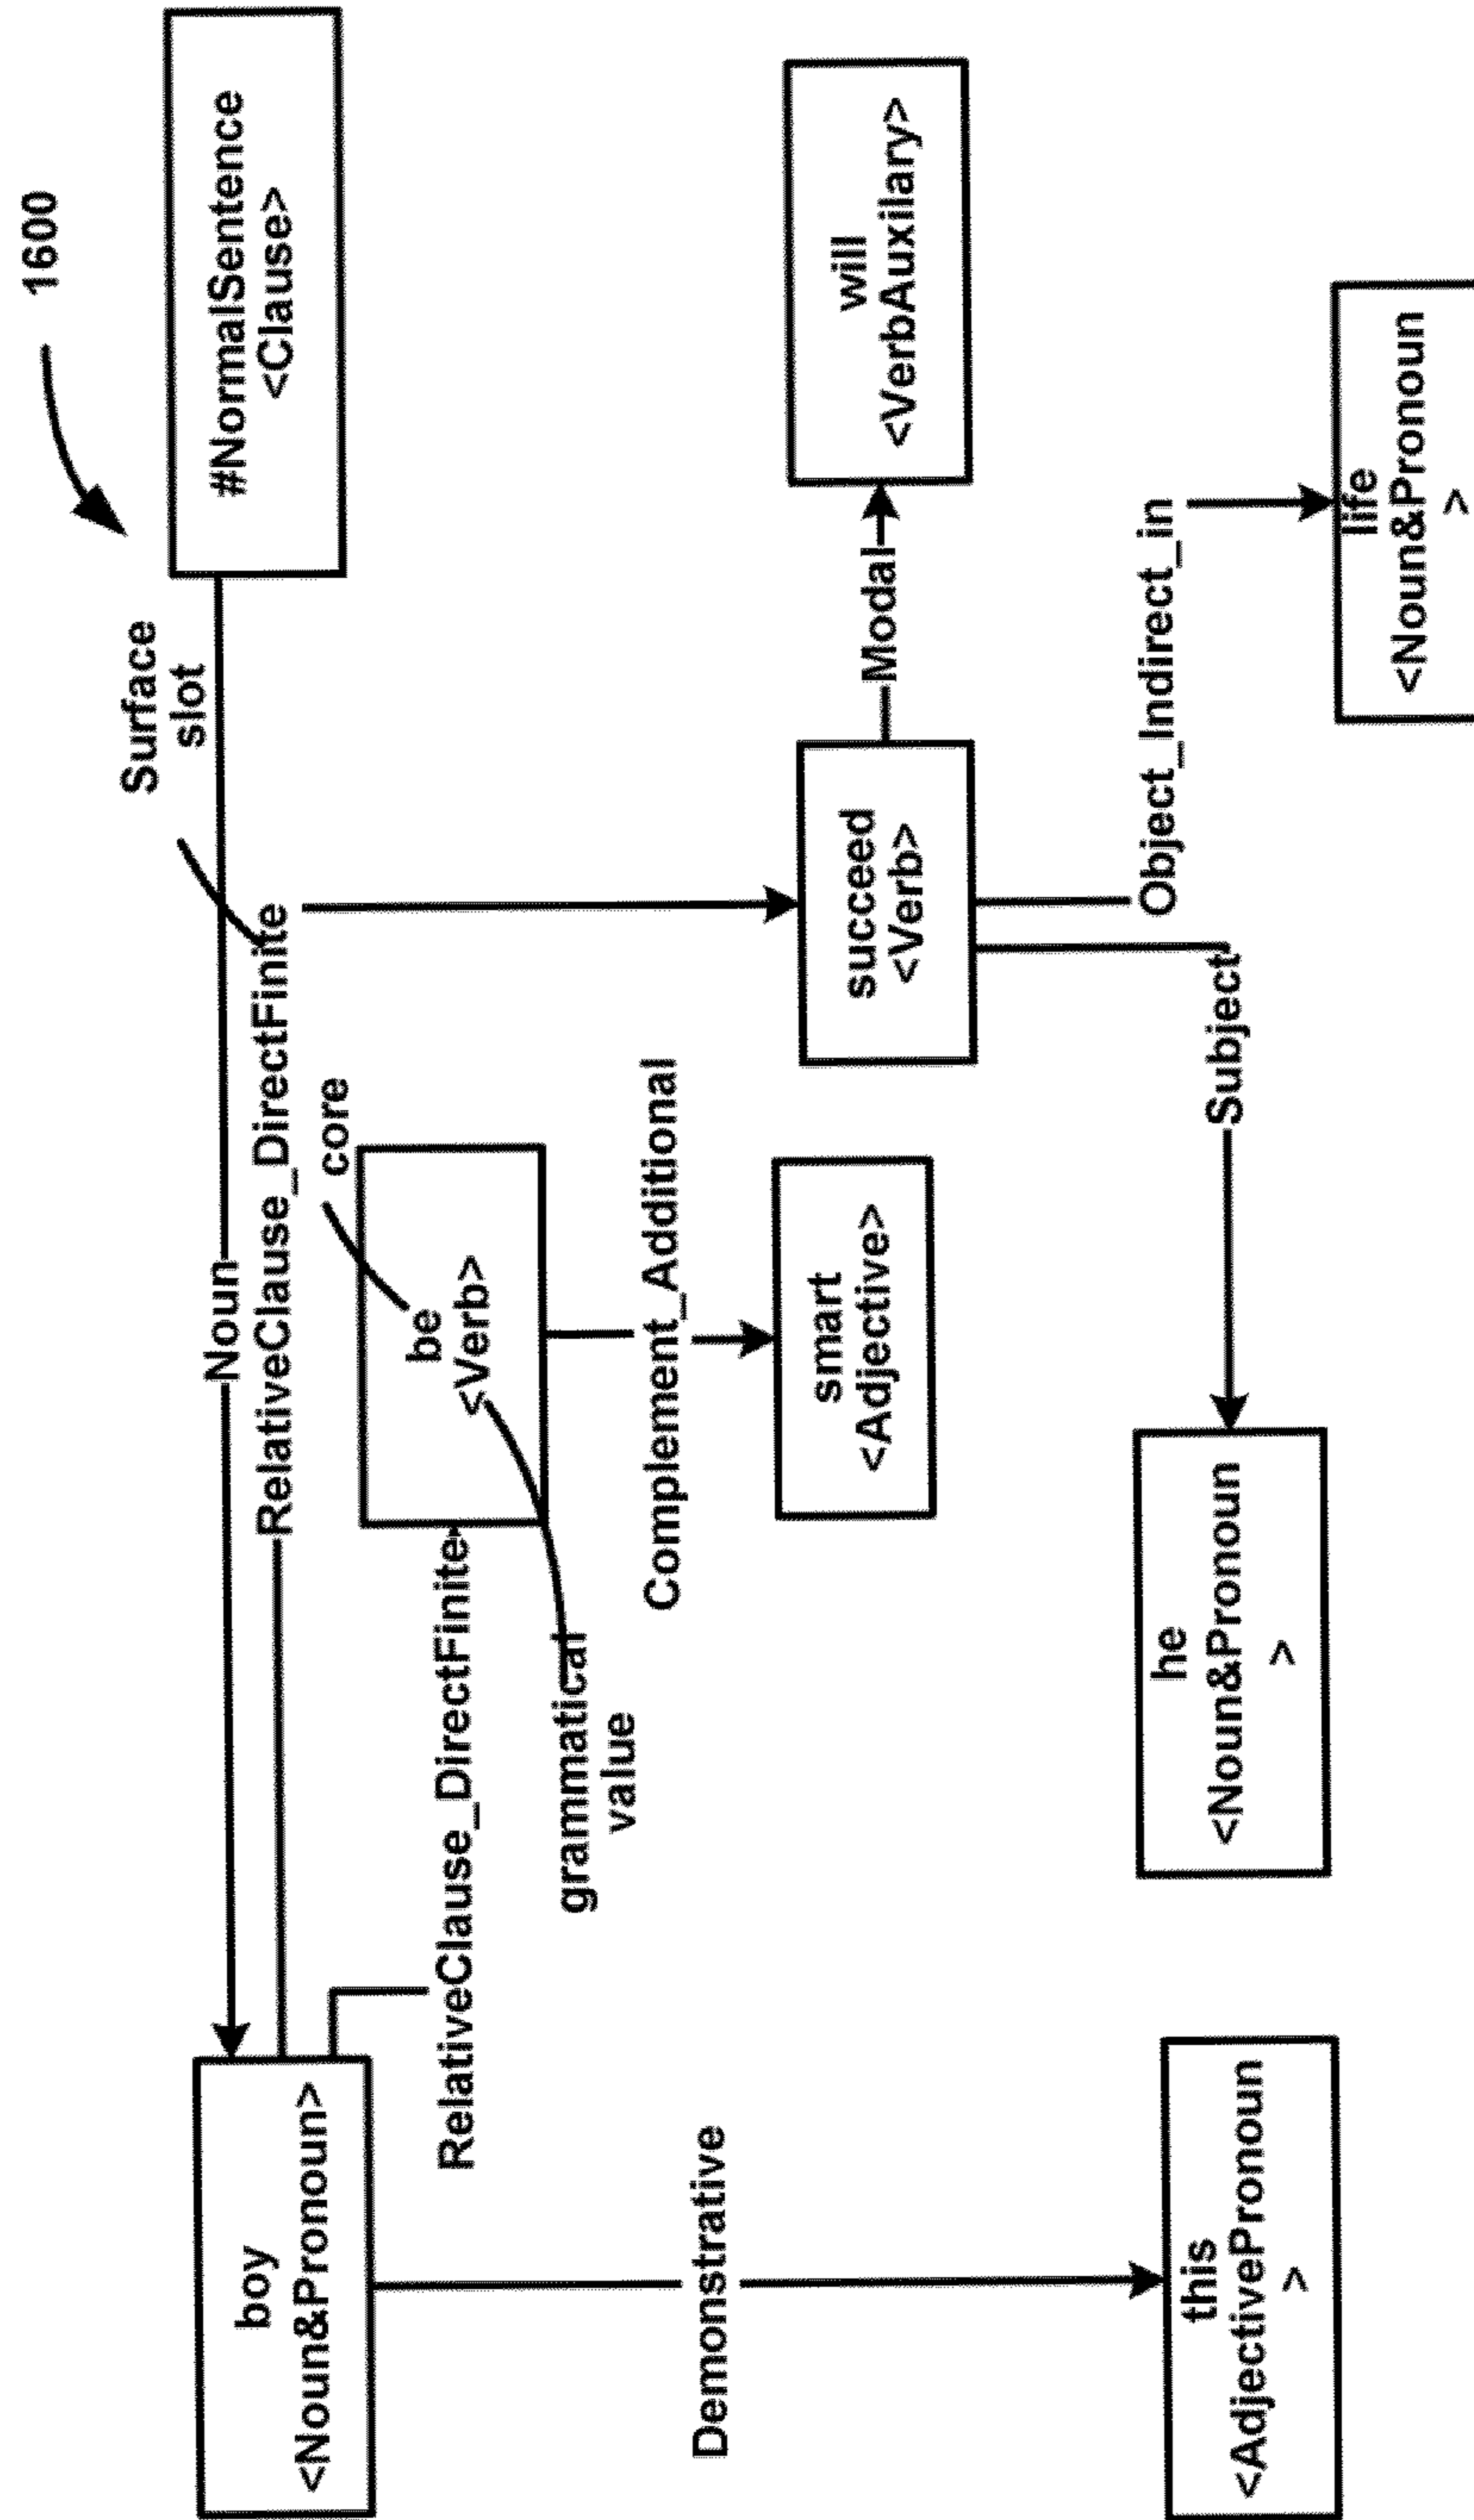 1600
#NormalSentence
<Clause>
Surface
slot
Noun
boy
<Noun&Pronoun>
RelativeClause_DirectFinite
core
be
<Verb>
RelativeClause_DirectFinite
grammatical
value
Complement_Additional
Demonstrative
smart
<Adjective>
succeed
<Verb>
Modal
will
<VerbAuxilary>
Object_Indirect_in
Subject
this
<AdjectivePronoun
>
he
<Noun&Pronoun
>
life
<Noun&Pronoun
>